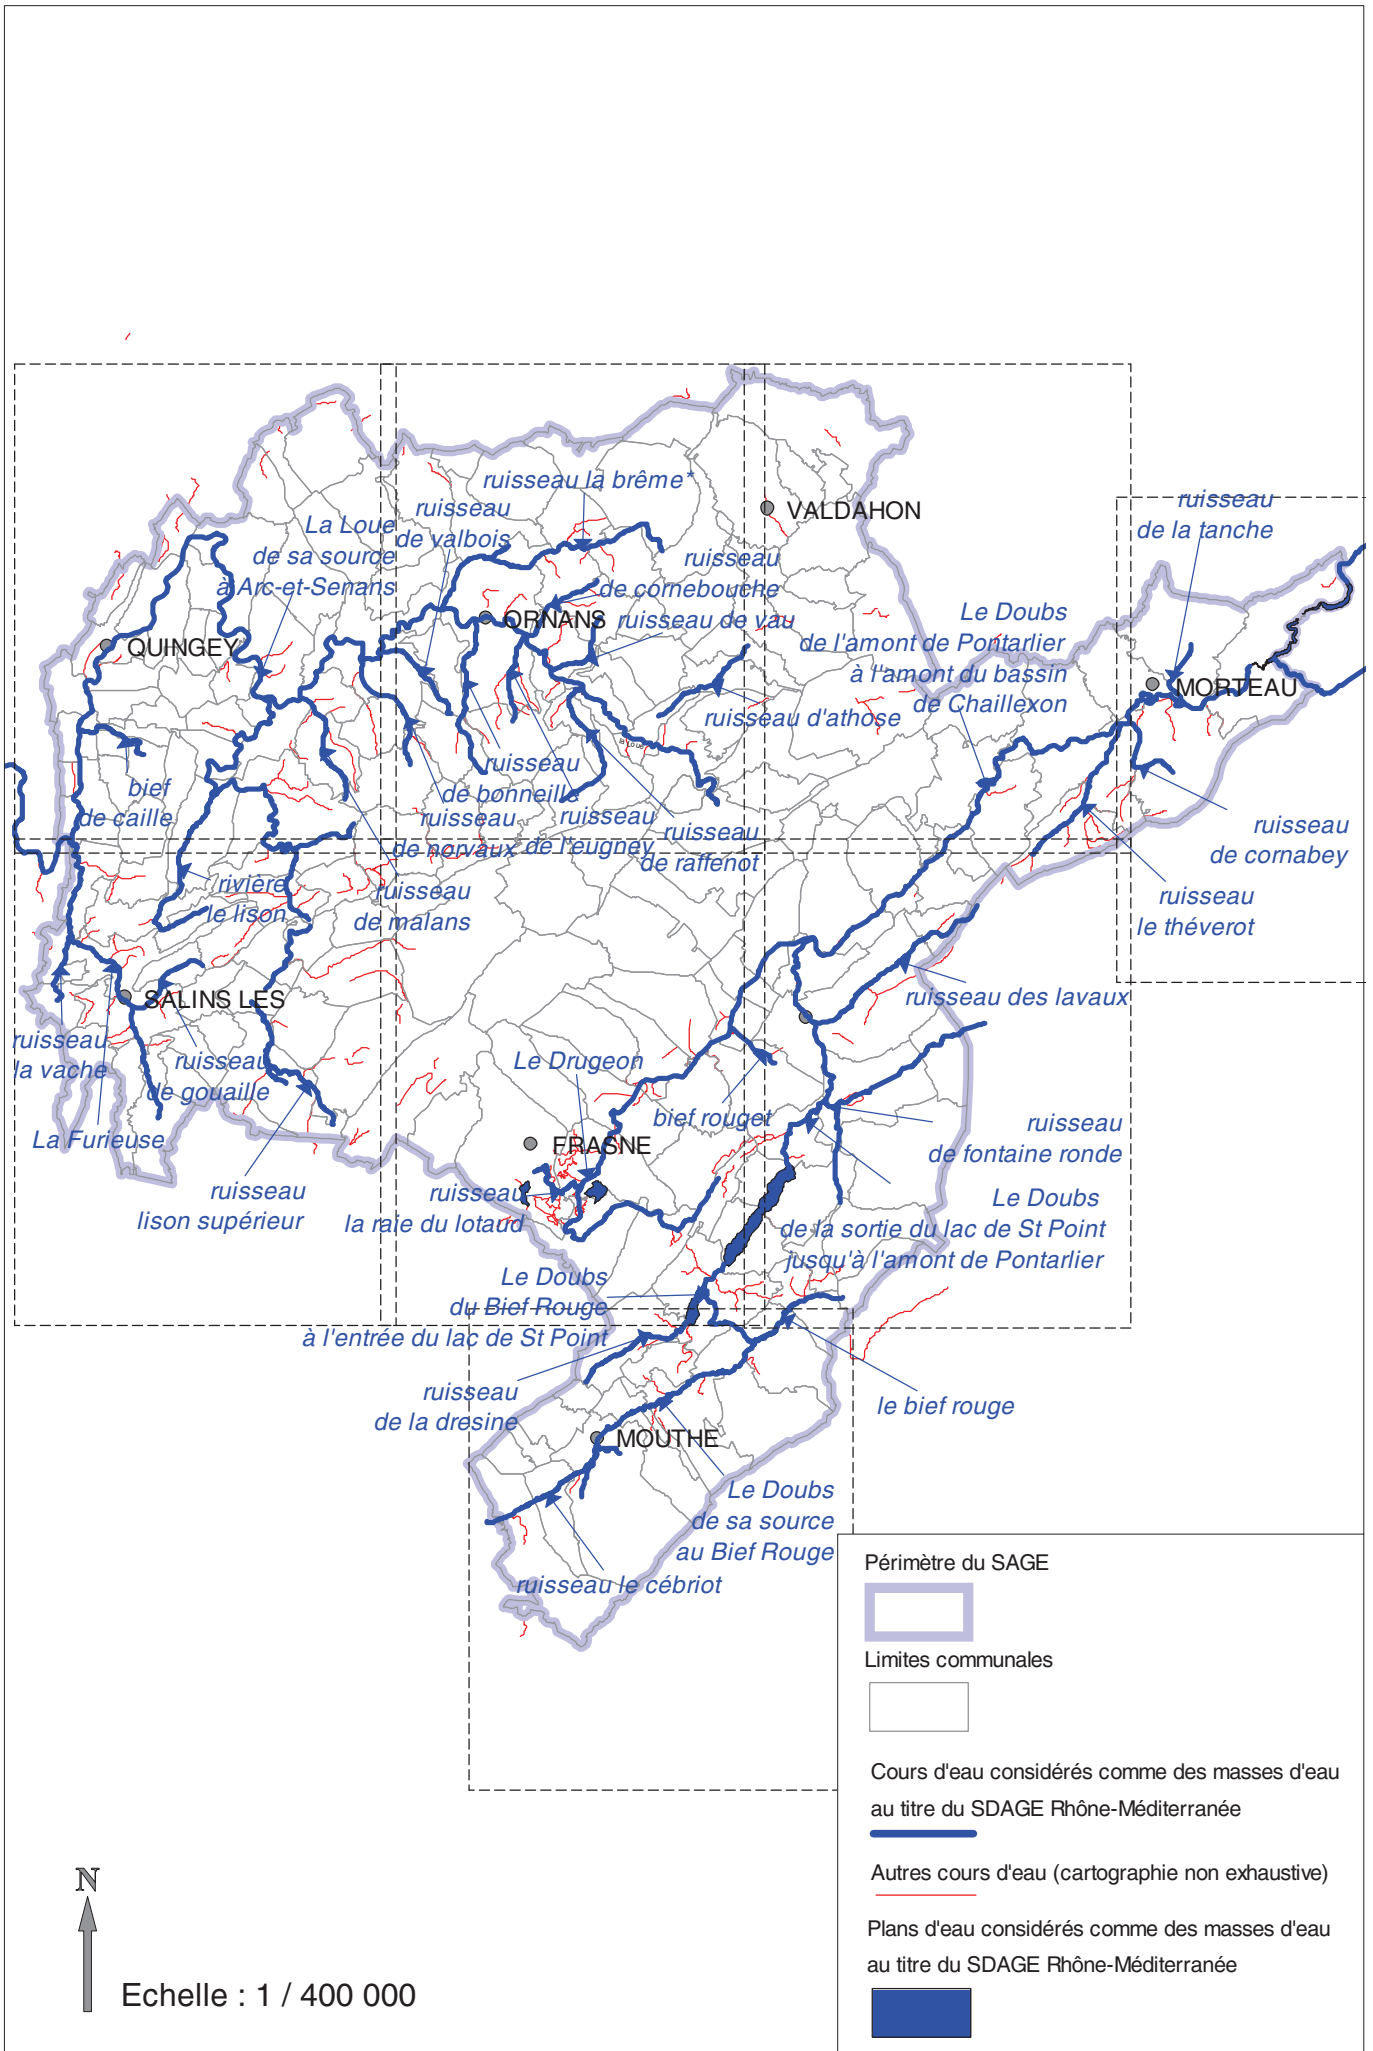 ruisseau la brême*
ruisseau
de valbois
La Loue
de sa source
à Arc-et-Senans
VALDAHON
ruisseau
de la tanche
ruisseau
de cornebouche
ORNANS
ruisseau de vau
QUINGEY
Le Doubs
de l'amont de Pontarlier
à l'amont du bassin
de Chaillexon
MORTEAU
ruisseau d'athose
la Loue
bief
de caille
ruisseau
de bonneille
ruisseau
de norvaux
ruisseau
de l'eugney
ruisseau
de raffenot
ruisseau
de cornabey
rivière
le lison
ruisseau
de malans
ruisseau
le théverot
SALINS LES
ruisseau des lavaux
ruisseau
la vache
ruisseau
de gouaille
Le Drugeon
bief rouget
La Furieuse
FRASNE
ruisseau
de fontaine ronde
ruisseau
lison supérieur
ruisseau
la raie du lotaud
Le Doubs
de la sortie du lac de St Point
jusqu'à l'amont de Pontarlier
Le Doubs
du Bief Rouge
à l'entrée du lac de St Point
ruisseau
de la dresine
le bief rouge
MOUTHE
Le Doubs
de sa source
au Bief Rouge
ruisseau le cébriot
Périmètre du SAGE
Limites communales
Cours d'eau considérés comme des masses d'eau
au titre du SDAGE Rhône-Méditerranée
Autres cours d'eau (cartographie non exhaustive)
Plans d'eau considérés comme des masses d'eau
au titre du SDAGE Rhône-Méditerranée
N
Echelle : 1 / 400 000